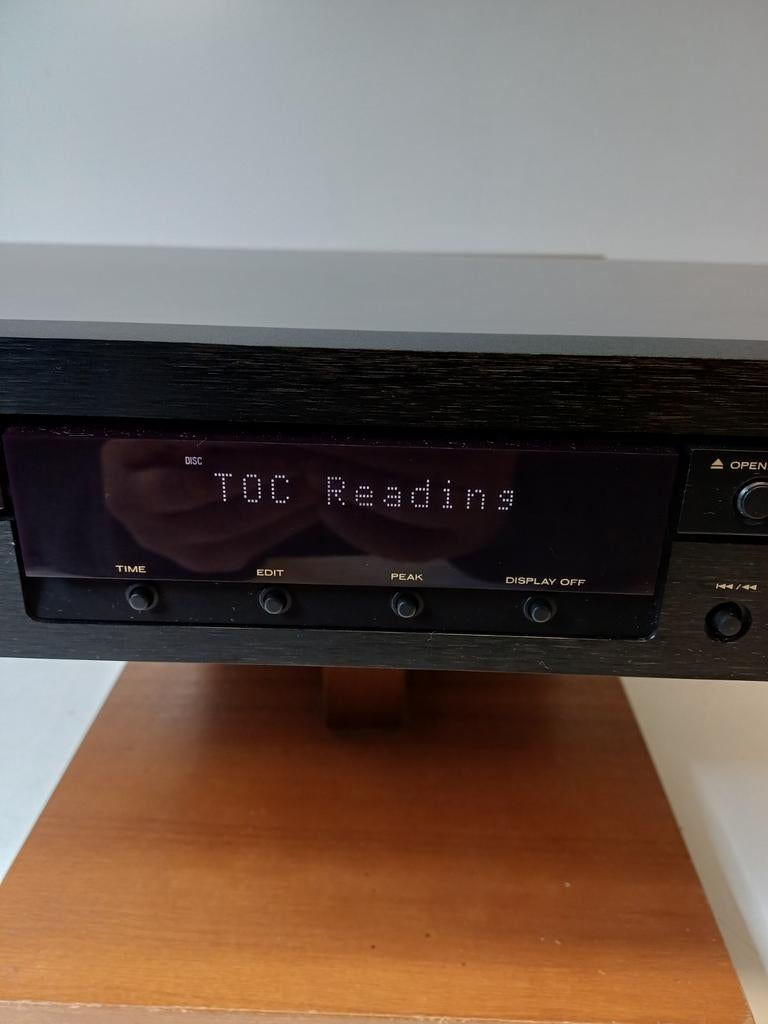 DISC
TOC Reading
TIME
EDIT
PEAK
DISPLAY OFF
OPEN